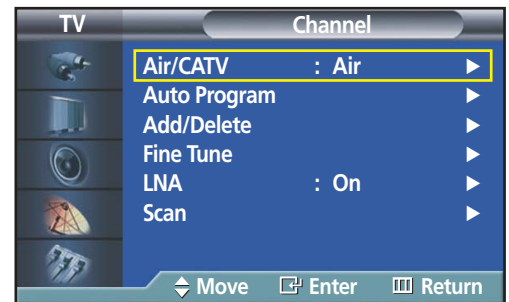 TV Channel
Air/CATV : Air
Auto Program
Add/Delete
Fine Tune
LNA : On
Scan
Move Enter Return